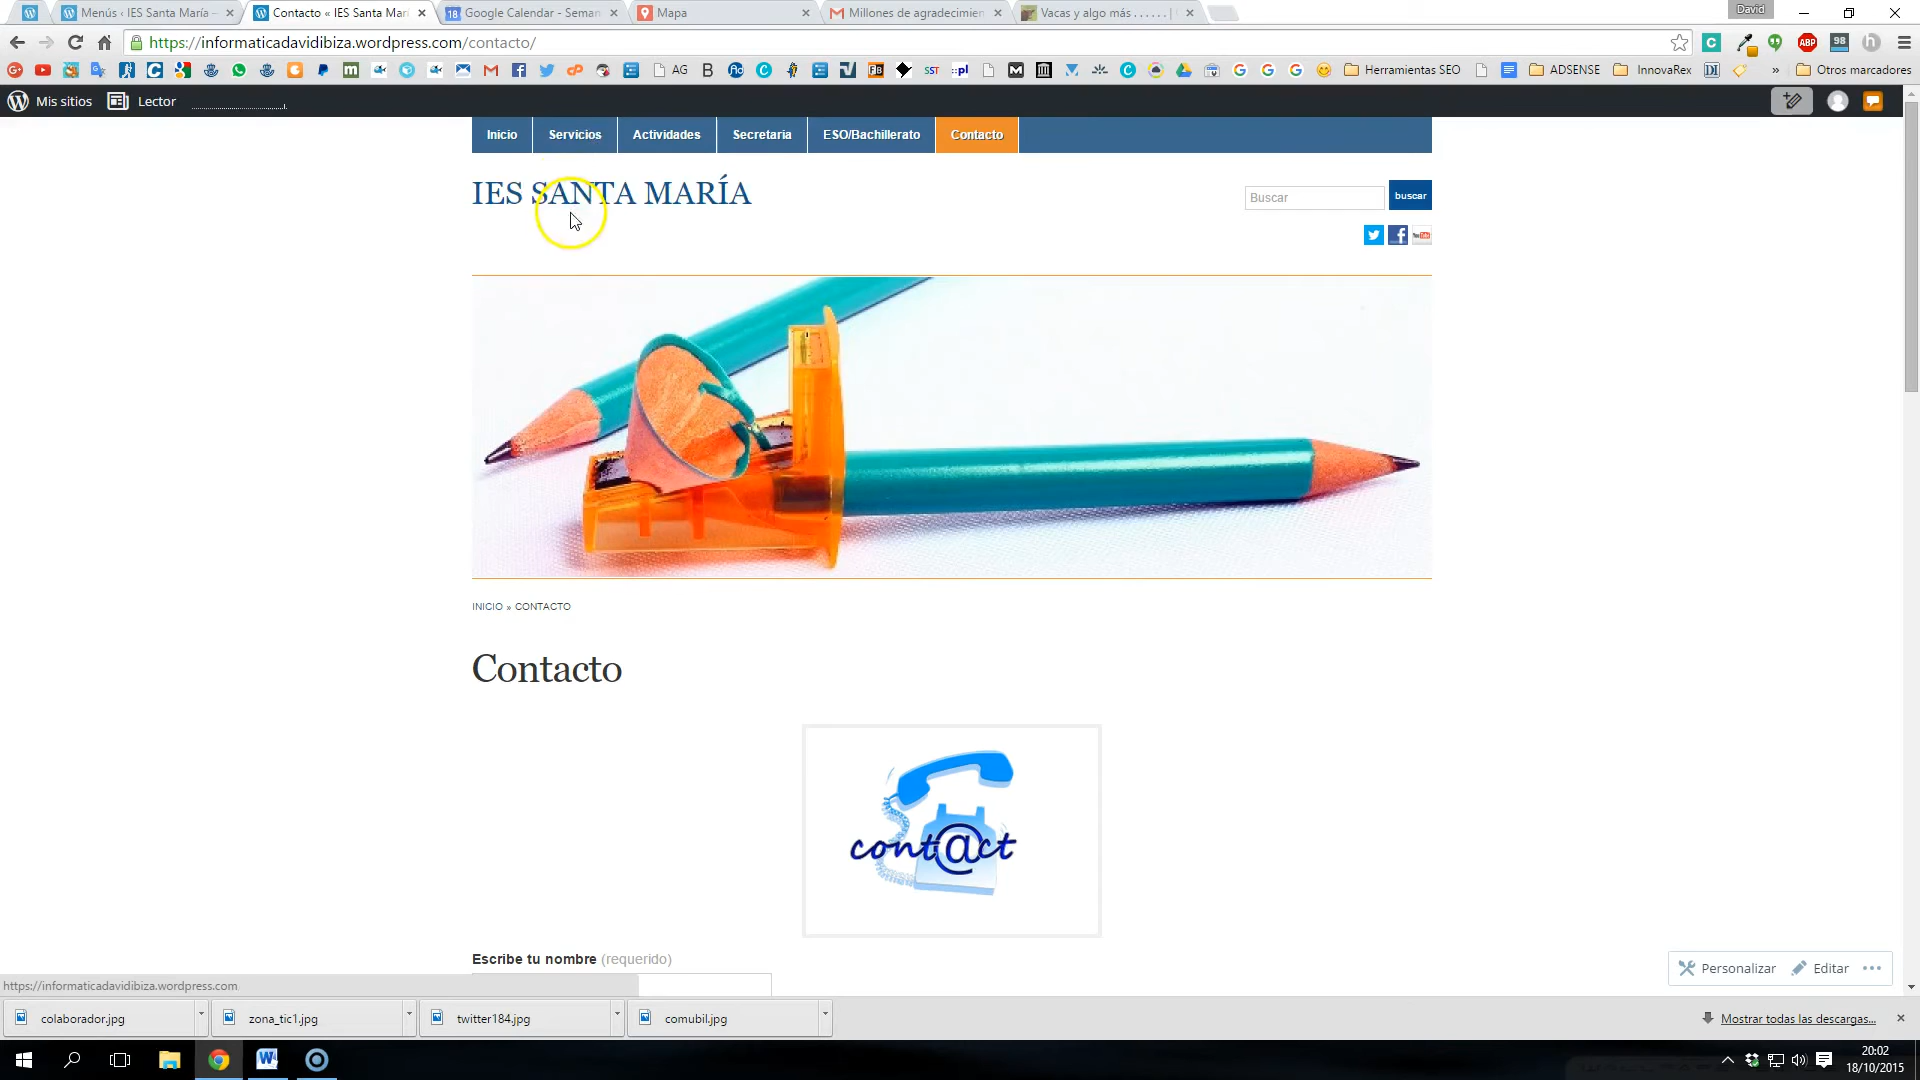 David
Menús ‹ IES Santa María —
Contacto « IES Santa Marí
Google Calendar - Seman
Mapa
Millones de agradecimien
Vacas y algo más . . . . . . |
https://informaticadavidibiza.wordpress.com/contacto/
AG
Herramientas SEO
ADSENSE
InnovaRex
Otros marcadores
Mis sitios
Lector
Inicio
Servicios
Actividades
Secretaria
ESO/Bachillerato
Contacto
IES SANTA MARÍA
Buscar
buscar
INICIO » CONTACTO
Contacto
cont@ct
Escribe tu nombre (requerido)
Personalizar
Editar
https://informaticadavidibiza.wordpress.com
colaborador.jpg
zona_tic1.jpg
twitter184.jpg
comubil.jpg
Mostrar todas las descargas...
20:02
18/10/2015